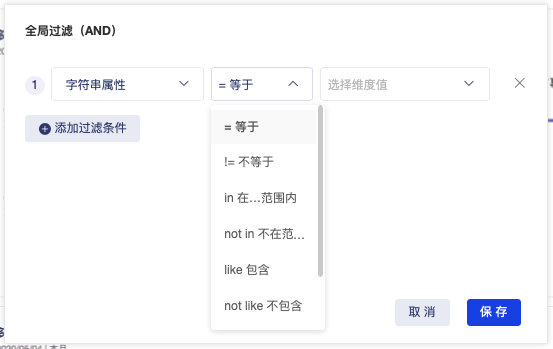 全局过滤（AND）
1 字符串属性 = 等于 选择维度值
添加过滤条件
= 等于
!= 不等于
in 在…范围内
not in 不在范…
like 包含
not like 不包含
取 消 保 存